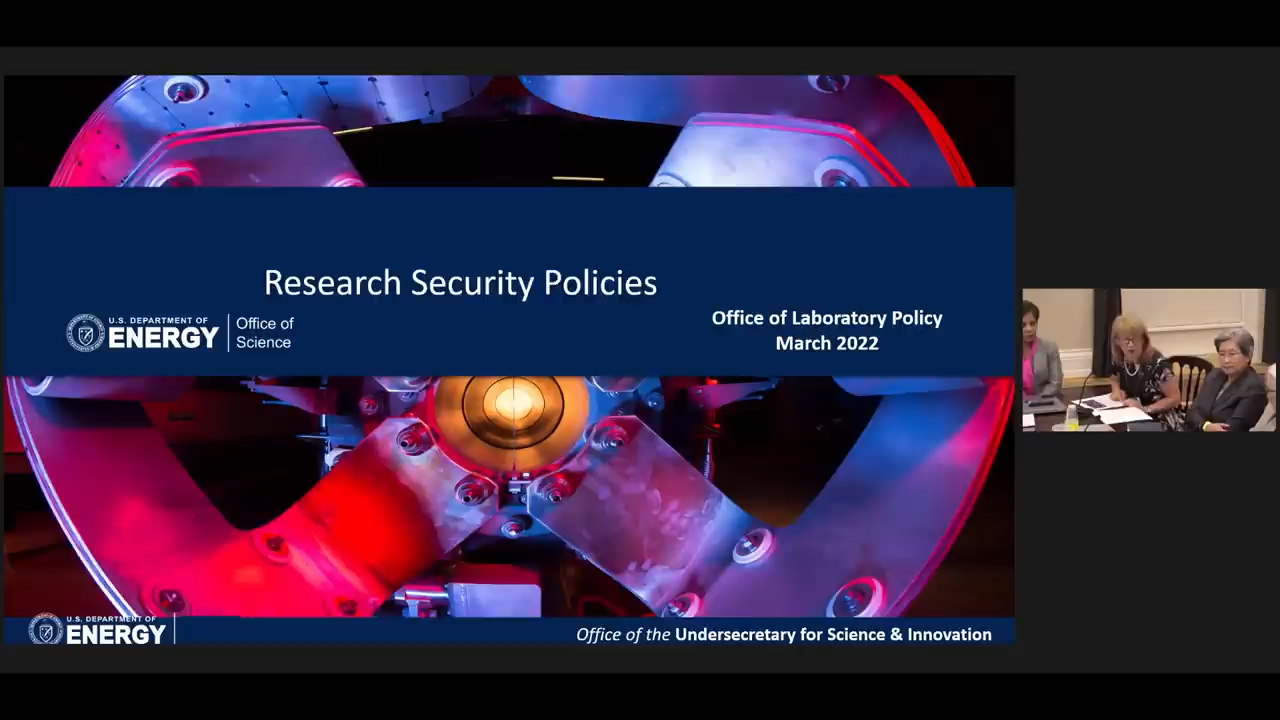 Research Security Policies
U.S. DEPARTMENT OF
ENERGY
Office of
Science
Office of Laboratory Policy
March 2022
U.S. DEPARTMENT OF
ENERGY
Office of the Undersecretary for Science & Innovation